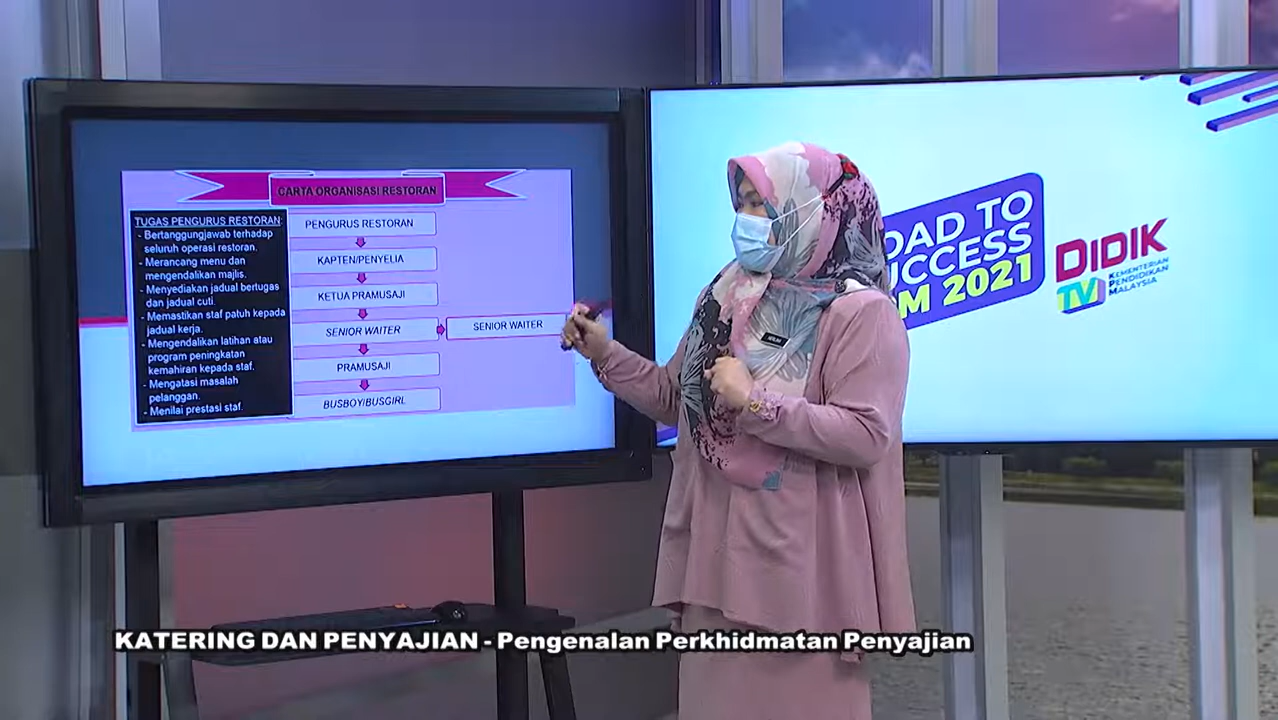 CARTA ORGANISASI RESTORAN
TUGAS PENGURUS RESTORAN
- Bertanggungjawab terhadap
seluruh operasi restoran.
- Merancang menu dan
mengendalikan majlis.
- Menyediakan jadual bertugas
dan jadual cuti.
- Memastikan staf patuh kepada
jadual kerja.
- Mengendalikan latihan atau
program peningkatan
kemahiran kepada staf.
- Mengatasi masalah
pelanggan.
- Menilai prestasi staf.
PENGURUS RESTORAN
KAPTEN/PENYELIA
KETUA PRAMUSAJI
SENIOR WAITER
SENIOR WAITER
PRAMUSAJI
BUSBOY/BUSGIRL
OAD TO
UCCESS
M 2021
DIDIK
TV
KEMENTERIAN
PENDIDIKAN
MALAYSIA
KATERING DAN PENYAJIAN - Pengenalan Perkhidmatan Penyajian